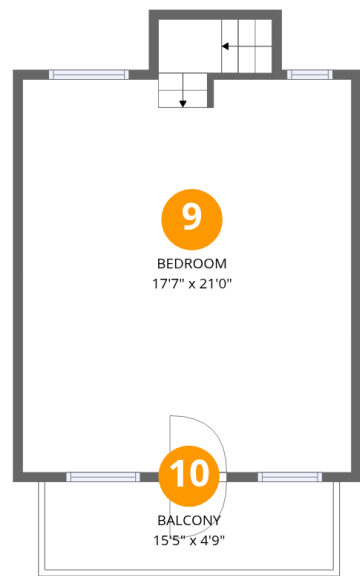 9
BEDROOM
17'7" x 21'0"
10
BALCONY
15'5" x 4'9"